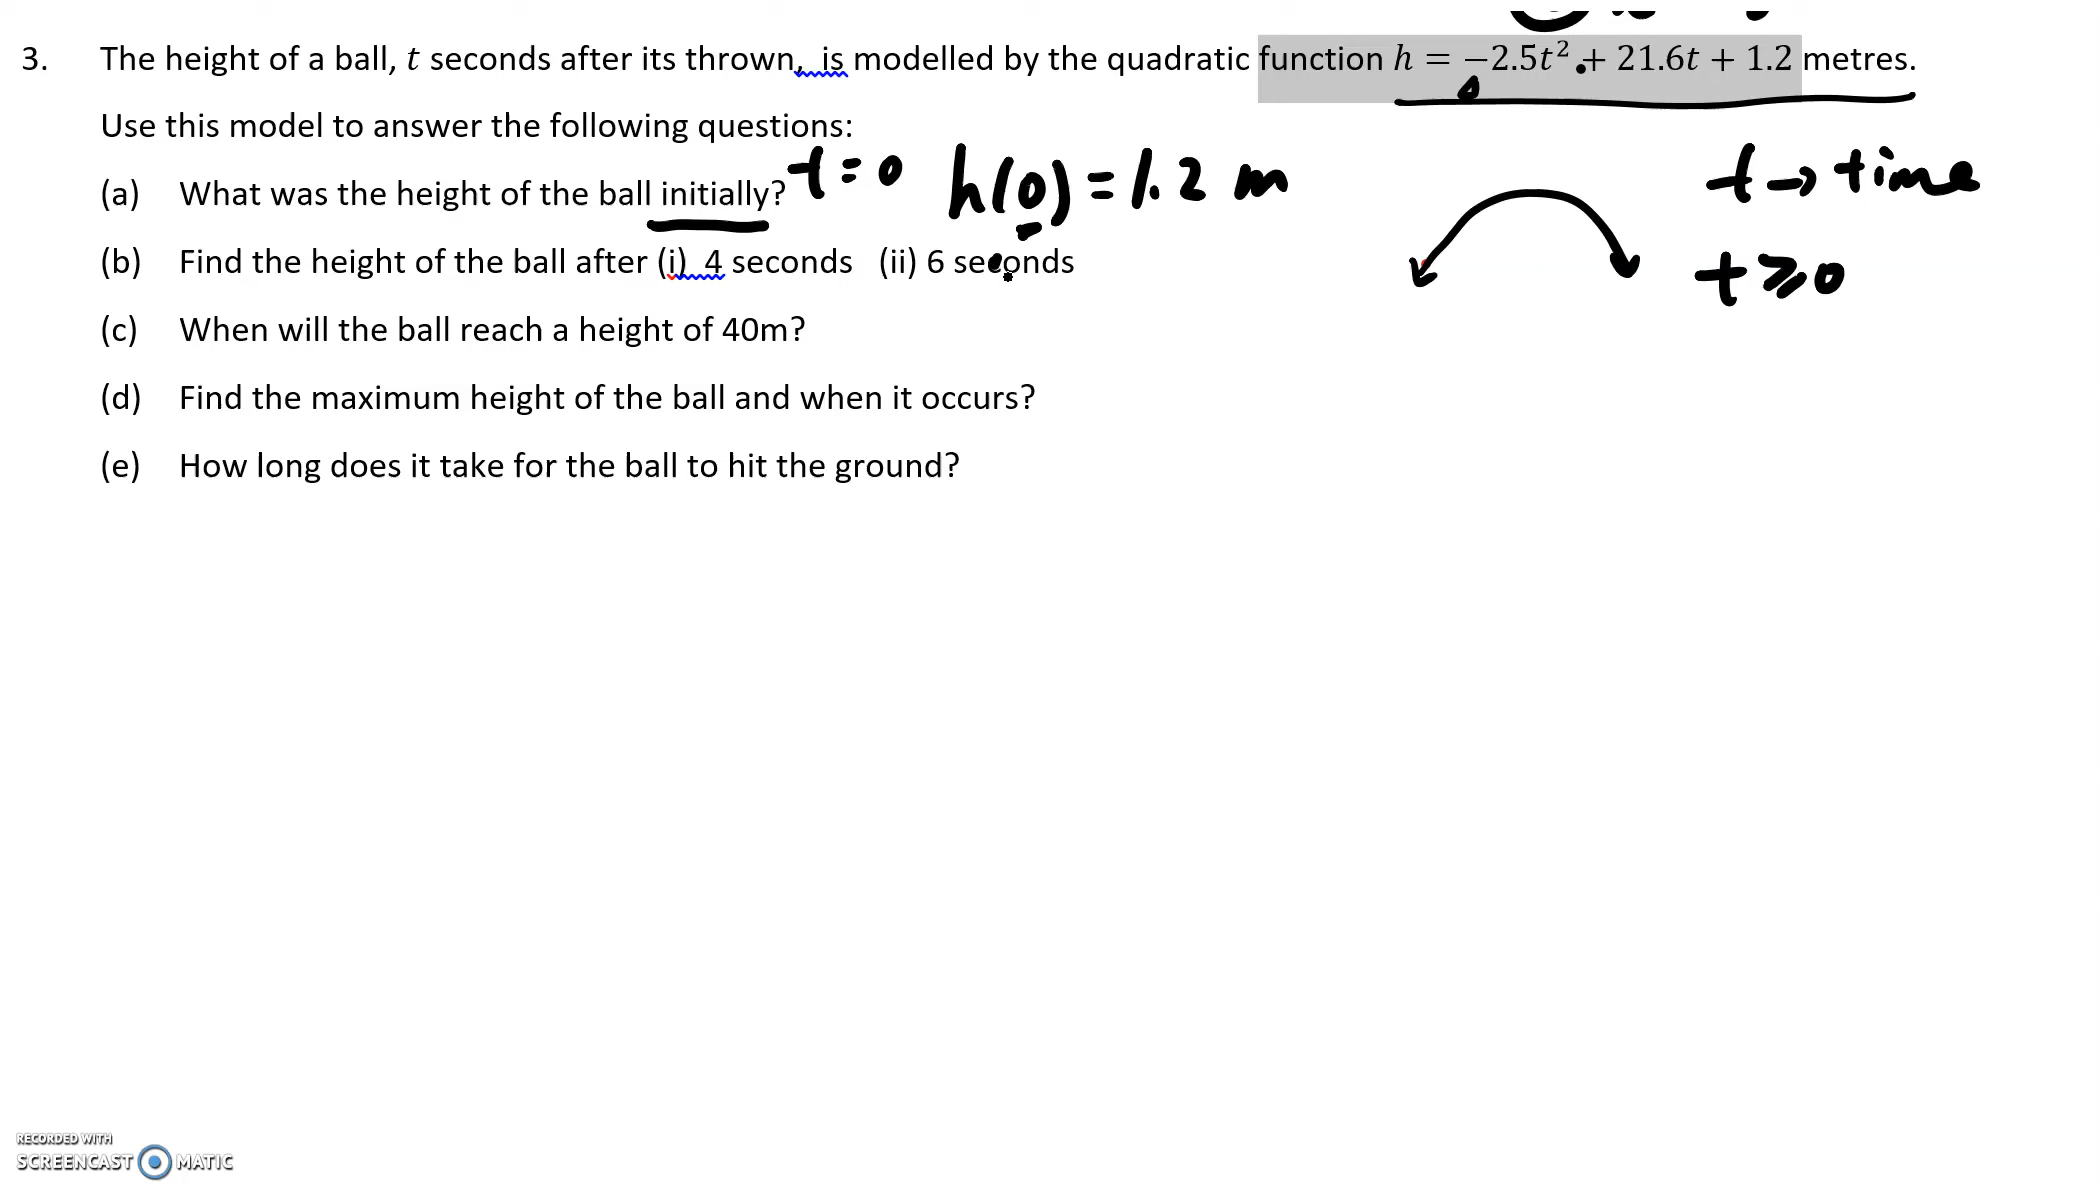 3. The height of a ball, t seconds after its thrown, is modelled by the quadratic function h = −2.5t² + 21.6t + 1.2 metres.
Use this model to answer the following questions:
(a) What was the height of the ball initially? t=0 h(0)=1.2 m
t→time
(b) Find the height of the ball after (i) 4 seconds (ii) 6 seconds
t⩾0
(c) When will the ball reach a height of 40m?
(d) Find the maximum height of the ball and when it occurs?
(e) How long does it take for the ball to hit the ground?
RECORDED WITH
SCREENCAST MATIC